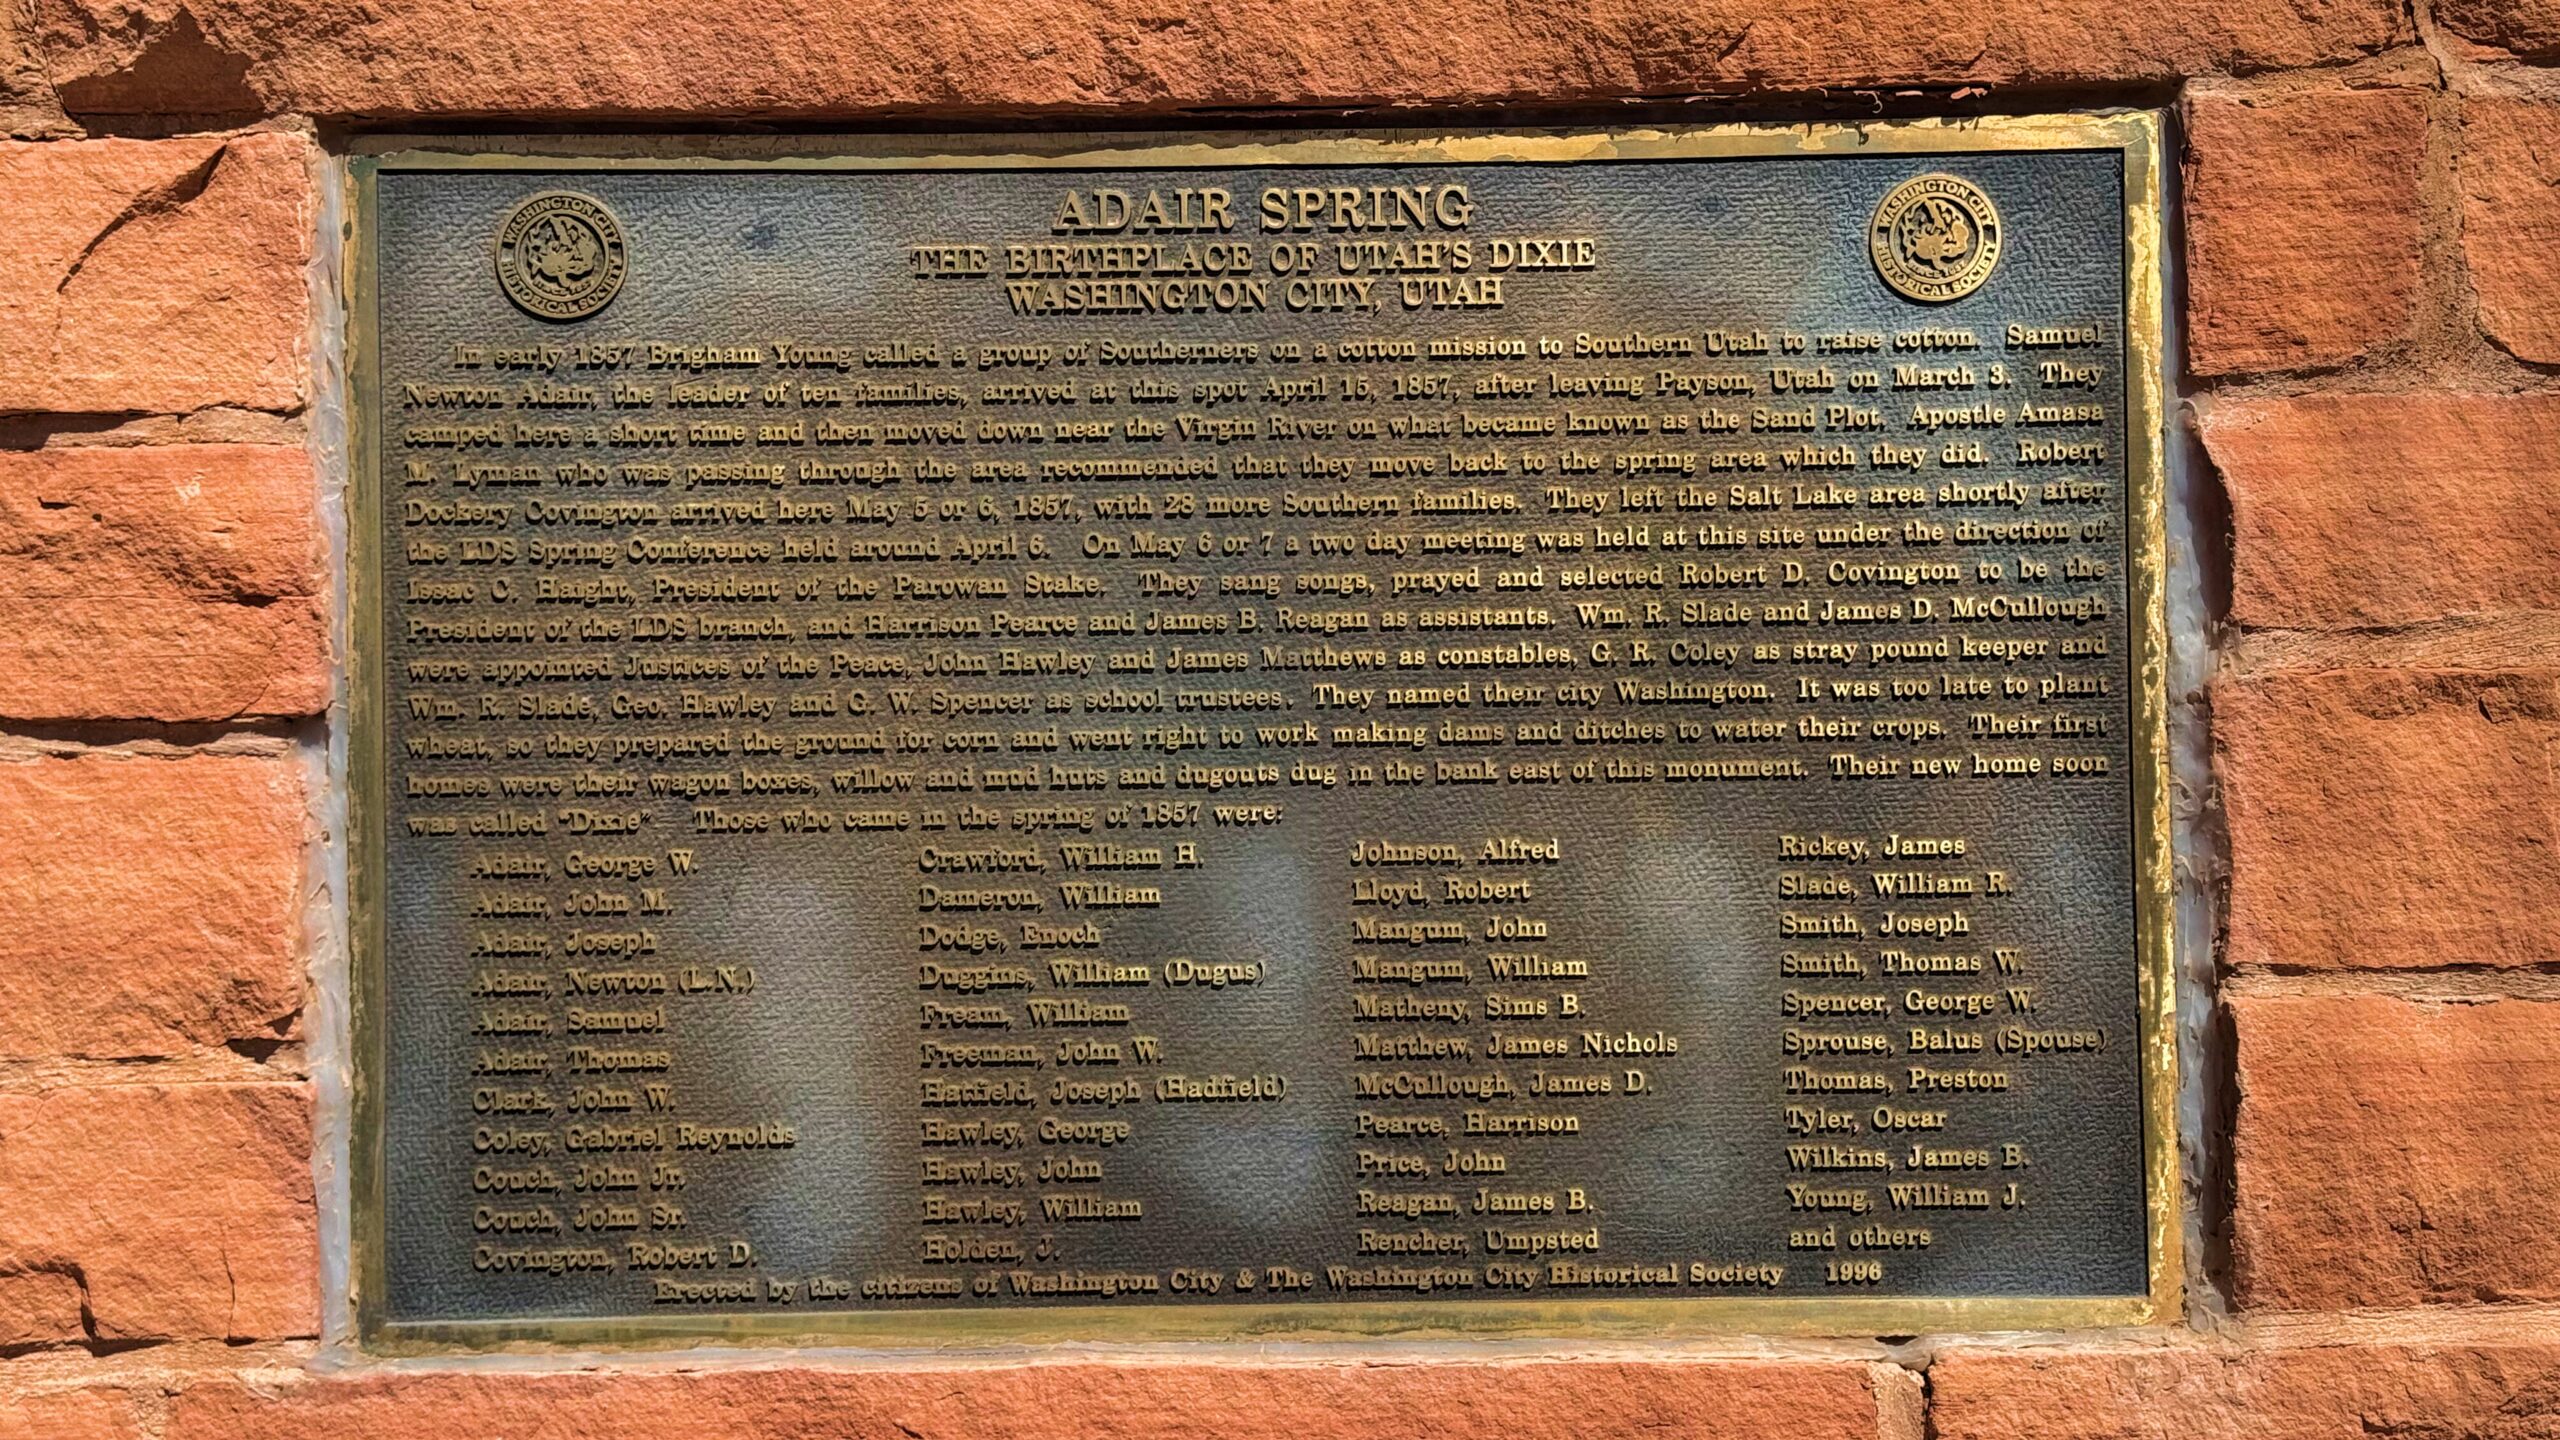 ADAIR SPRING
THE BIRTHPLACE OF UTAH'S DIXIE
WASHINGTON CITY, UTAH
WASHINGTON CITY
HISTORICAL SOCIETY
SINCE 1857
WASHINGTON CITY
HISTORICAL SOCIETY
SINCE 1857
In early 1857 Brigham Young called a group of Southerners on a cotton mission to Southern Utah to raise cotton. Samuel
Newton Adair, the leader of ten families, arrived at this spot April 15, 1857, after leaving Payson, Utah on March 3. They
camped here a short time and then moved down near the Virgin River on what became known as the Sand Plot. Apostle Amasa
M. Lyman who was passing through the area recommended that they move back to the spring area which they did. Robert
Dockery Covington arrived here May 5 or 6, 1857, with 28 more Southern families. They left the Salt Lake area shortly after
the LDS Spring Conference held around April 6. On May 6 or 7 a two day meeting was held at this site under the direction of
Issac C. Haight, President of the Parowan Stake. They sang songs, prayed and selected Robert D. Covington to be the
President of the LDS branch, and Harrison Pearce and James B. Reagan as assistants. Wm. R. Slade and James D. McCullough
were appointed Justices of the Peace, John Hawley and James Matthews as constables, G. R. Coley as stray pound keeper and
Wm. R. Slade, Geo. Hawley and G. W. Spencer as school trustees. They named their city Washington. It was too late to plant
wheat, so they prepared the ground for corn and went right to work making dams and ditches to water their crops. Their first
homes were their wagon boxes, willow and mud huts and dugouts dug in the bank east of this monument. Their new home soon
was called "Dixie". Those who came in the spring of 1857 were:
Adair, George W.
Adair, John M.
Adair, Joseph
Adair, Newton (L.N.)
Adair, Samuel
Adair, Thomas
Clark, John W.
Coley, Gabriel Reynolds
Couch, John Jr.
Couch, John Sr.
Covington, Robert D.
Crawford, William H.
Dameron, William
Dodge, Enoch
Duggins, William (Dugus)
Fream, William
Freeman, John W.
Hatfield, Joseph (Hadfield)
Hawley, George
Hawley, John
Hawley, William
Holden, J.
Johnson, Alfred
Lloyd, Robert
Mangum, John
Mangum, William
Matheny, Sims B.
Matthew, James Nichols
McCullough, James D.
Pearce, Harrison
Price, John
Reagan, James B.
Rencher, Umpsted
Rickey, James
Slade, William R.
Smith, Joseph
Smith, Thomas W.
Spencer, George W.
Sprouse, Balus (Spouse)
Thomas, Preston
Tyler, Oscar
Wilkins, James B.
Young, William J.
and others
Erected by the citizens of Washington City & The Washington City Historical Society 1996